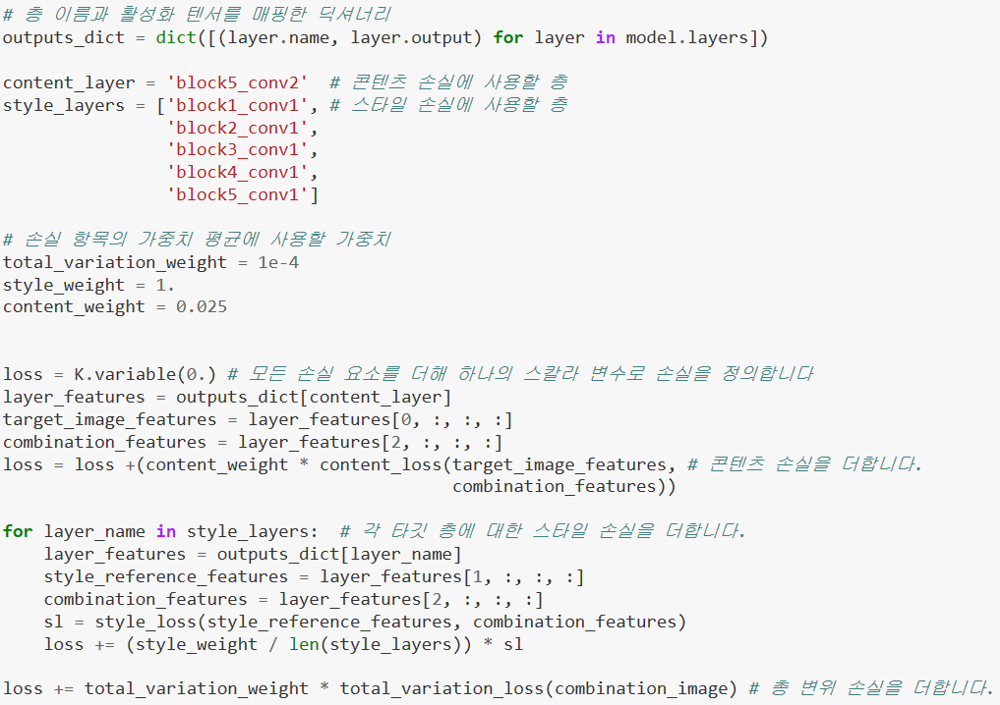 # 층 이름과 활성화 텐서를 매핑한 딕셔너리
outputs_dict = dict([(layer.name, layer.output) for layer in model.layers])
content_layer = 'block5_conv2'  # 콘텐츠 손실에 사용할 층
style_layers = ['block1_conv1', # 스타일 손실에 사용할 층
                'block2_conv1',
                'block3_conv1',
                'block4_conv1',
                'block5_conv1']
# 손실 항목의 가중치 평균에 사용할 가중치
total_variation_weight = 1e-4
style_weight = 1.
content_weight = 0.025
loss = K.variable(0.) # 모든 손실 요소를 더해 하나의 스칼라 변수로 손실을 정의합니다
layer_features = outputs_dict[content_layer]
target_image_features = layer_features[0, :, :, :]
combination_features = layer_features[2, :, :, :]
loss = loss +(content_weight * content_loss(target_image_features, # 콘텐츠 손실을 더합니다.
                                            combination_features))
for layer_name in style_layers:  # 각 타깃 층에 대한 스타일 손실을 더합니다.
    layer_features = outputs_dict[layer_name]
    style_reference_features = layer_features[1, :, :, :]
    combination_features = layer_features[2, :, :, :]
    sl = style_loss(style_reference_features, combination_features)
    loss += (style_weight / len(style_layers)) * sl
loss += total_variation_weight * total_variation_loss(combination_image) # 총 변위 손실을 더합니다.